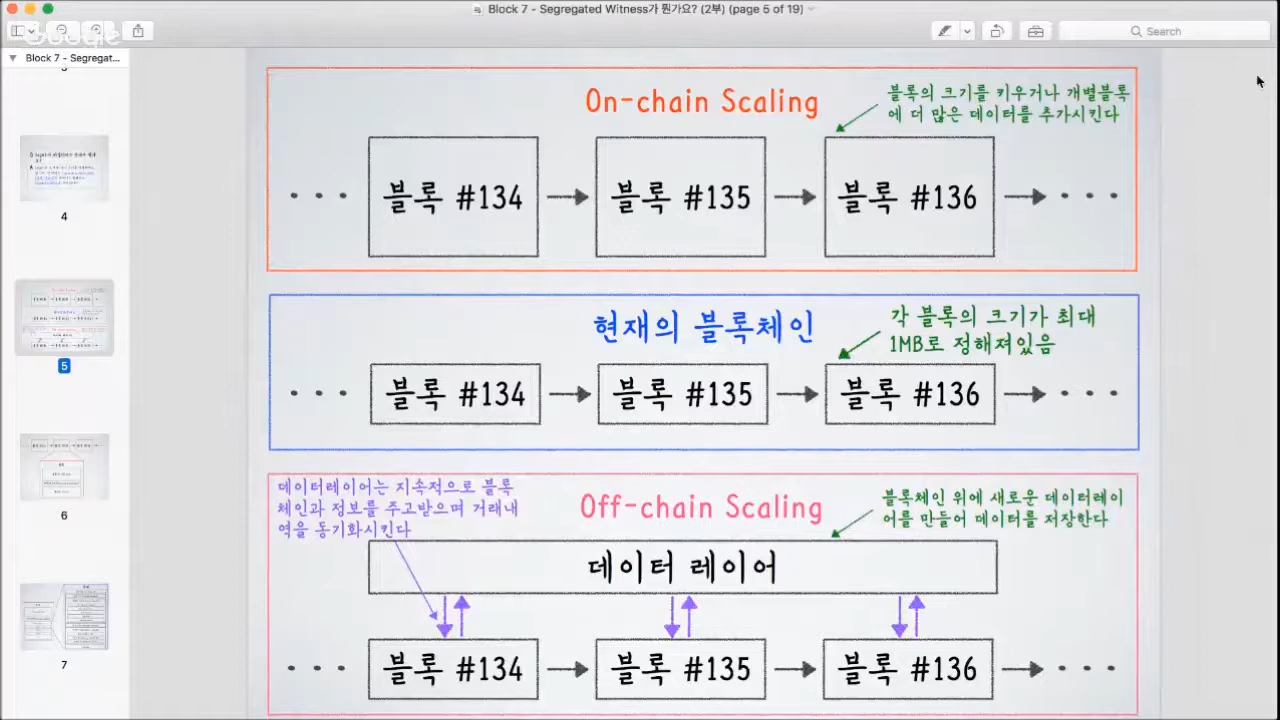 Block 7 - Segregated Witness가 뭔가요? (2부) (page 5 of 19)
Google
Search
Block 7 - Segregat...
4
5
6
7
On-chain Scaling
블록의 크기를 키우거나 개별블록
에 더 많은 데이터를 추가시킨다
블록 #134
블록 #135
블록 #136
현재의 블록체인
각 블록의 크기가 최대
1MB로 정해져있음
블록 #134
블록 #135
블록 #136
데이터레이어는 지속적으로 블록
체인과 정보를 주고받으며 거래내
역을 동기화시킨다
Off-chain Scaling
블록체인 위에 새로운 데이터레이
어를 만들어 데이터를 저장한다
데이터 레이어
블록 #134
블록 #135
블록 #136